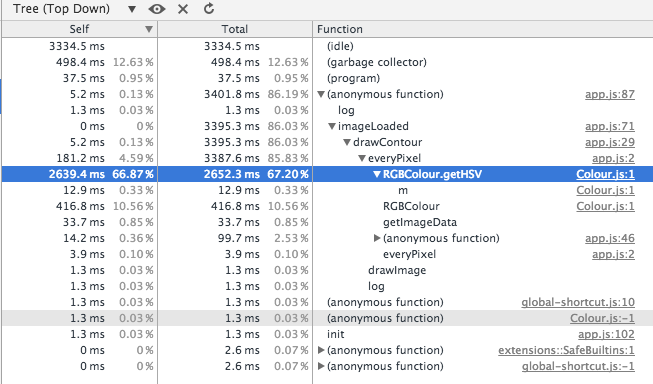 Tree (Top Down) ▼
Self ▼ Total Function
3334.5 ms 3334.5 ms (idle)
498.4 ms 12.63 % 498.4 ms 12.63 % (garbage collector)
37.5 ms 0.95 % 37.5 ms 0.95 % (program)
5.2 ms 0.13 % 3401.8 ms 86.19 % ▼(anonymous function) app.js:87
1.3 ms 0.03 % 1.3 ms 0.03 % log
0 ms 0 % 3395.3 ms 86.03 % ▼imageLoaded app.js:71
5.2 ms 0.13 % 3395.3 ms 86.03 % ▼drawContour app.js:29
181.2 ms 4.59 % 3387.6 ms 85.83 % ▼everyPixel app.js:2
2639.4 ms 66.87 % 2652.3 ms 67.20 % ▼RGBColour.getHSV Colour.js:1
12.9 ms 0.33 % 12.9 ms 0.33 % m Colour.js:1
416.8 ms 10.56 % 416.8 ms 10.56 % RGBColour Colour.js:1
33.7 ms 0.85 % 33.7 ms 0.85 % getImageData
14.2 ms 0.36 % 99.7 ms 2.53 % ▶(anonymous function) app.js:46
3.9 ms 0.10 % 3.9 ms 0.10 % everyPixel app.js:2
1.3 ms 0.03 % 1.3 ms 0.03 % drawImage
1.3 ms 0.03 % 1.3 ms 0.03 % log
1.3 ms 0.03 % 1.3 ms 0.03 % (anonymous function) global-shortcut.js:10
1.3 ms 0.03 % 1.3 ms 0.03 % (anonymous function) Colour.js:-1
1.3 ms 0.03 % 1.3 ms 0.03 % init app.js:102
0 ms 0 % 2.6 ms 0.07 % ▶(anonymous function) extensions::SafeBuiltins:1
0 ms 0 % 2.6 ms 0.07 % ▶(anonymous function) global-shortcut.js:-1